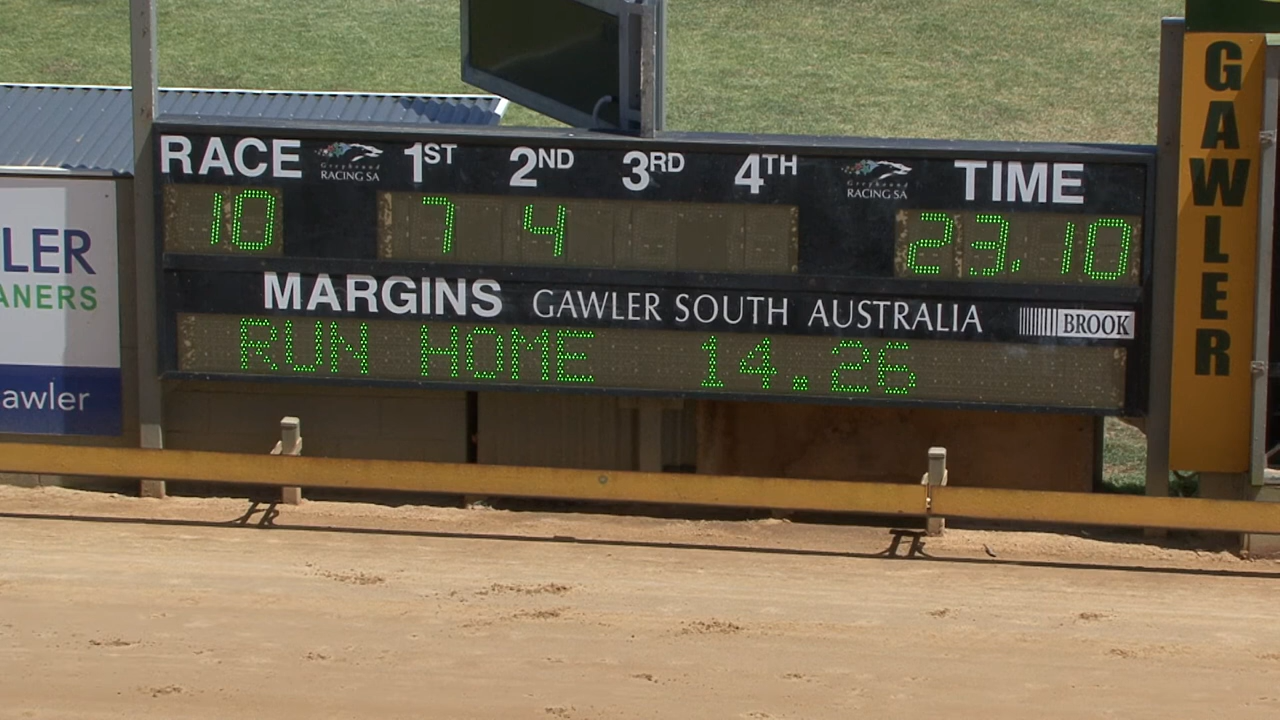 RACE
Greyhound
RACING SA
1ST 2ND 3RD 4TH
Greyhound
RACING SA
TIME
10 7 4 23.10
MARGINS GAWLER SOUTH AUSTRALIA BROOK
RUN HOME 14.26
LER
ANERS
awler
GAWLER